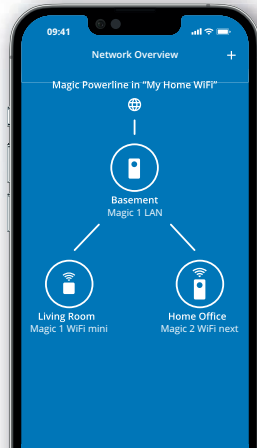 09:41
Network Overview +
Magic Powerline in “My Home WiFi”
Basement
Magic 1 LAN
Living Room
Magic 1 WiFi mini
Home Office
Magic 2 WiFi next